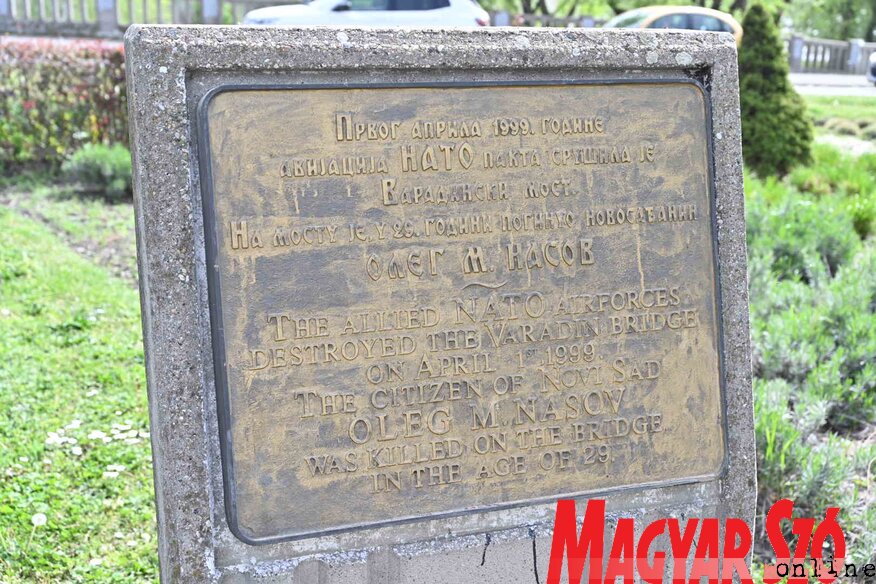 Првог априла 1999. године
авијација НАТО пакта срушила је
Варадински мост.
На мосту је, у 29. години погинуо новосађанин
Олег М. Насов
THE ALLIED NATO AIRFORCES
DESTROYED THE VARADIN BRIDGE
ON APRIL 1ST 1999.
THE CITIZEN OF NOVI SAD
OLEG M. NASOV
WAS KILLED ON THE BRIDGE
IN THE AGE OF 29
MAGYAR SZÓ
online